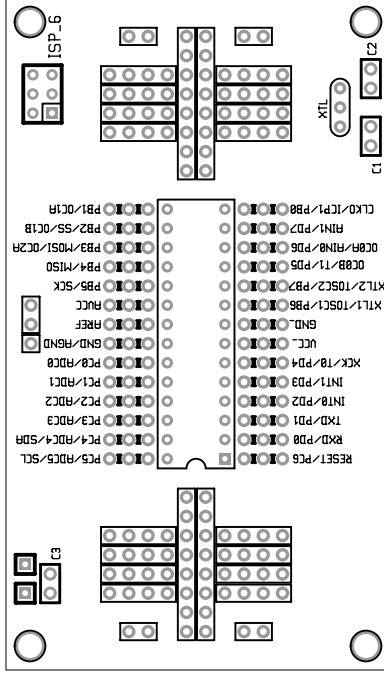 ISP_6
C2
XTL
C1
PB1/OC1A
CLKO/ICP1/PB0
PB2/SS/OC1B
AIN1/PD7
PB3/MOSI/OC2A
OC0A/AIN0/PD6
PB4/MISO
OC0B/T1/PD5
PB5/SCK
XTL2/TOSC2/PB7
AVCC
XTL1/TOSC1/PB6
AREF
GND_
GND/AGND
VCC_
PC0/ADC0
XCK/T0/PD4
PC1/ADC1
INT1/PD3
PC2/ADC2
INT0/PD2
PC3/ADC3
TXD/PD1
PC4/ADC4/SDA
RXD/PD0
PC5/ADC5/SCL
RESET/PC6
C3